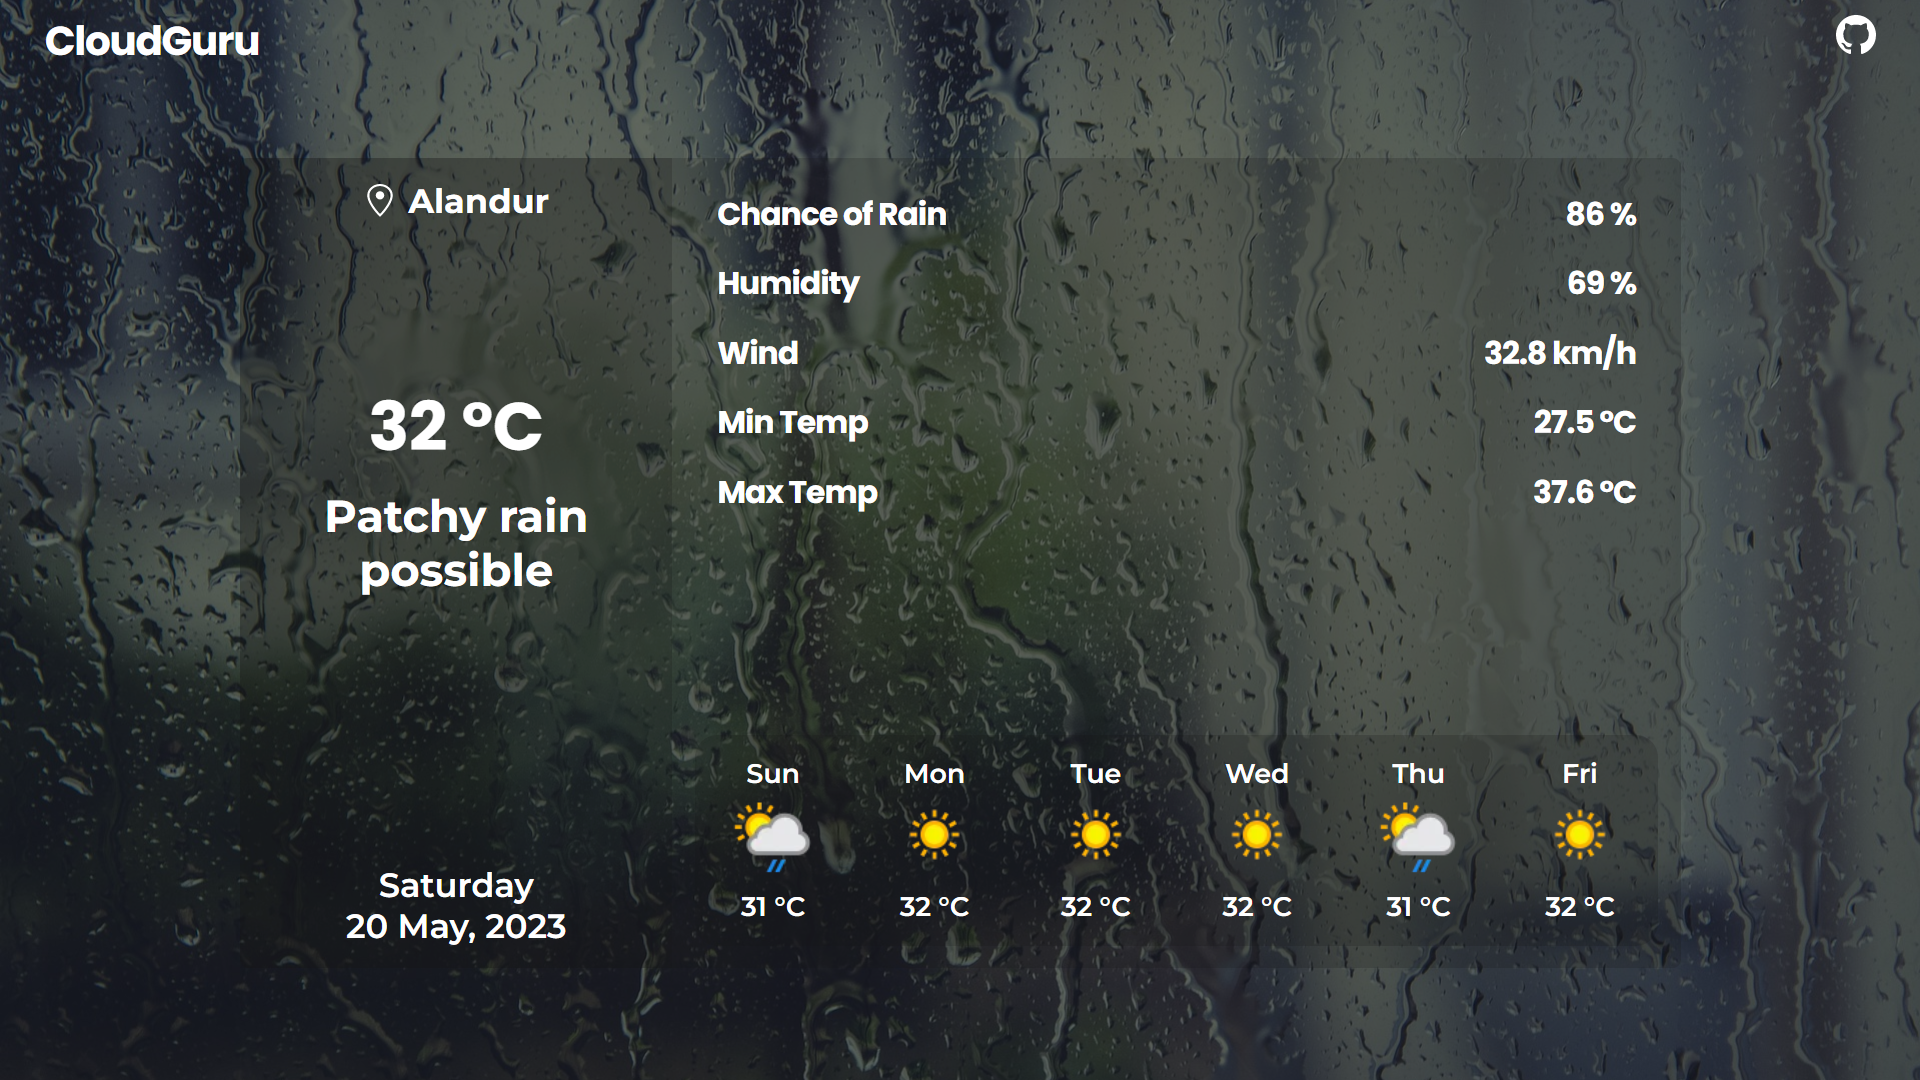 CloudGuru
Alandur
32 °C
Patchy rain
possible
Saturday
20 May, 2023
Chance of Rain 86 %
Humidity 69 %
Wind 32.8 km/h
Min Temp 27.5 °C
Max Temp 37.6 °C
Sun Mon Tue Wed Thu Fri
31 °C 32 °C 32 °C 32 °C 31 °C 32 °C